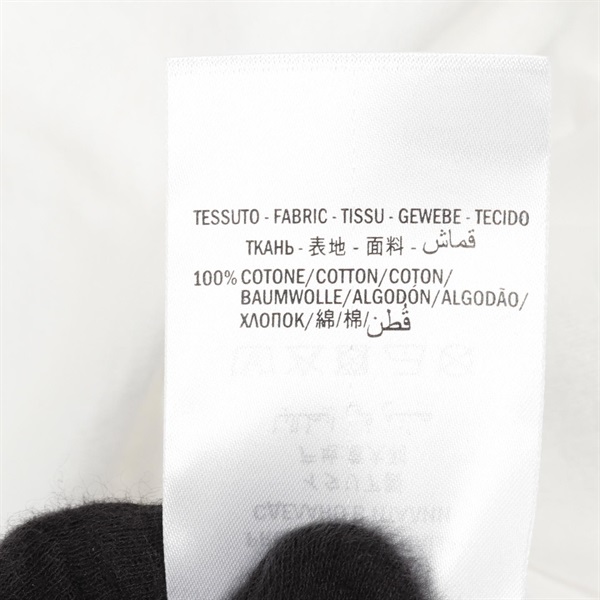 TESSUTO - FABRIC - TISSU - GEWEBE - TECIDO
ТКАНЬ - 表地 - 面料 - قماش
100% COTONE/COTTON/COTON/
BAUMWOLLE/ALGODÓN/ALGODÃO/
ХЛОПОК/綿/棉/قُطن